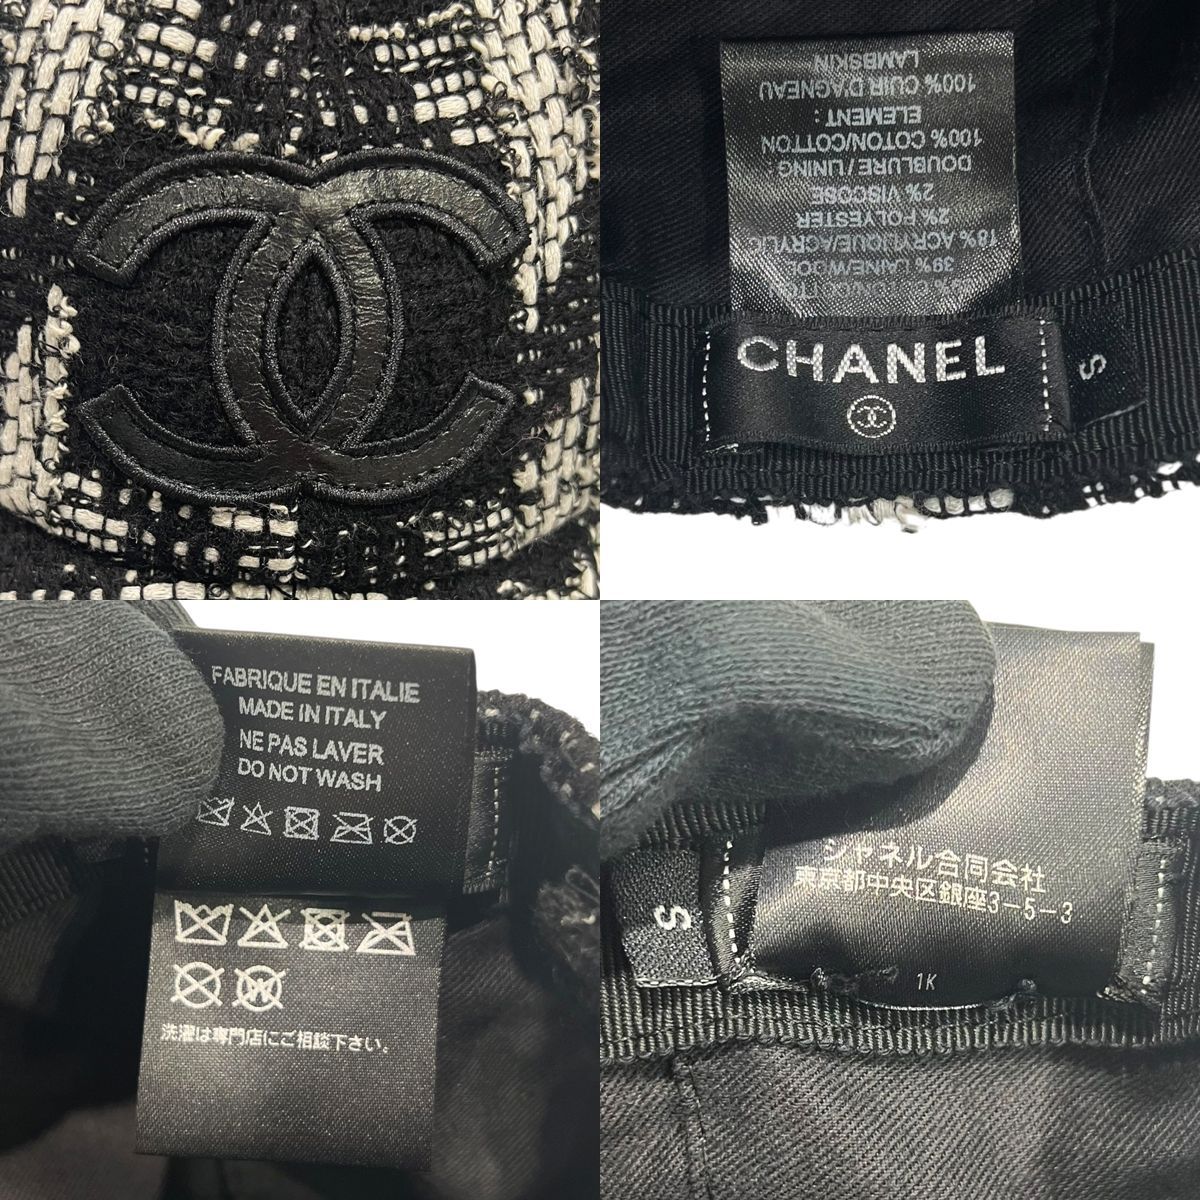 39% LAINE/WOOL
18% ACRYLIQUE/ACRYLIC
2% POLYESTER
2% VISCOSE
DOUBLURE / LINING :
100% COTON/COTTON
ELEMENT :
100% CUIR D'AGNEAU
LAMBSKIN
CHANEL
S
FABRIQUE EN ITALIE
MADE IN ITALY
NE PAS LAVER
DO NOT WASH
W
洗濯は専門店にご相談下さい。
シャネル合同会社
東京都中央区銀座3-5-3
S
1K